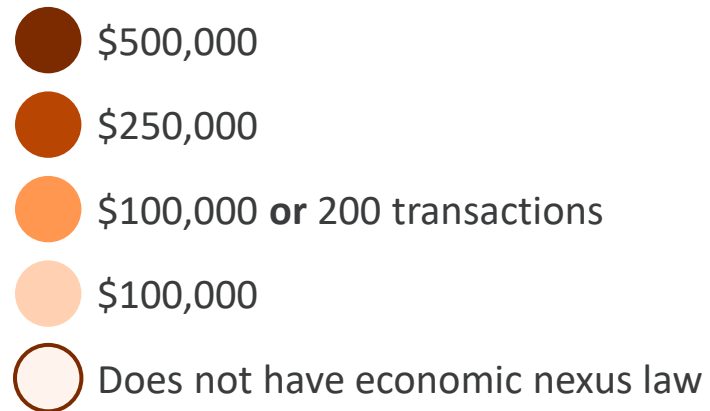 $500,000
$250,000
$100,000 or 200 transactions
$100,000
Does not have economic nexus law